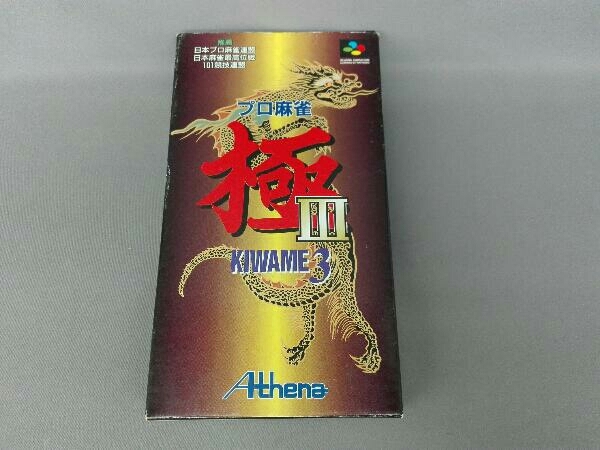 推薦
日本プロ麻雀連盟
日本麻雀最高位戦
101競技連盟
プロ麻雀
極
III
KIWAME 3
Athena